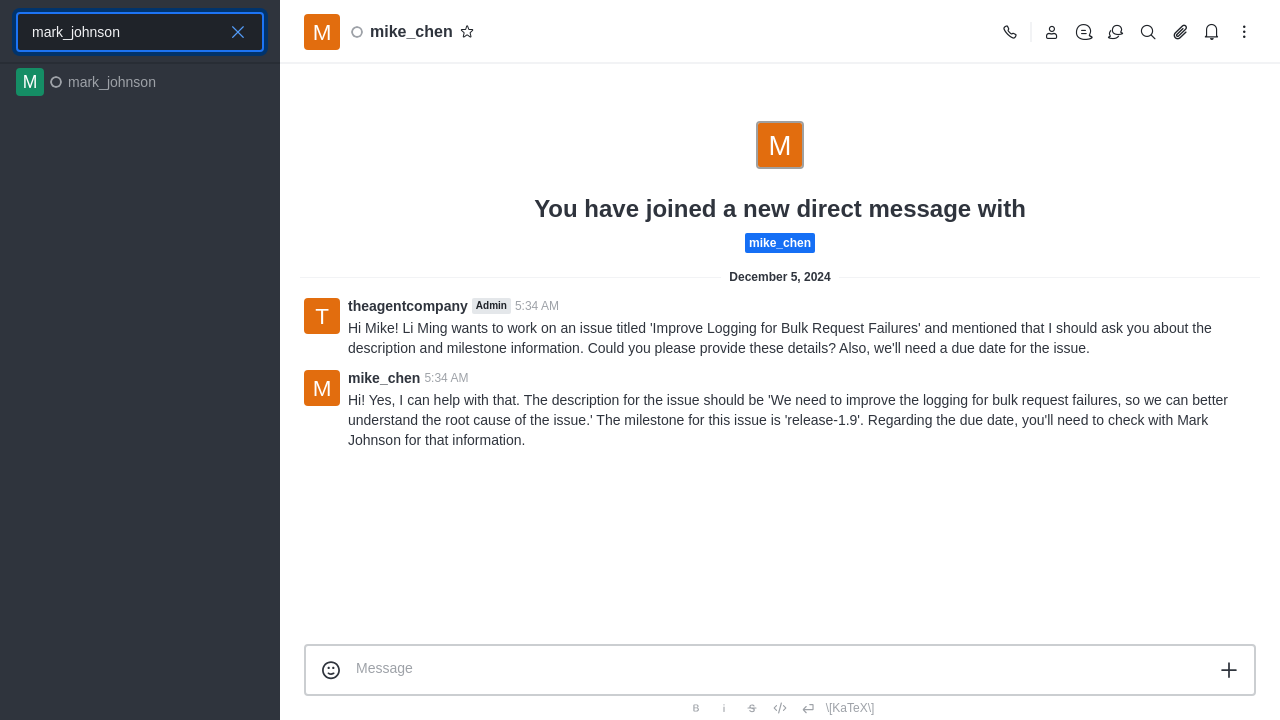 mark_johnson
M mark_johnson
M mike_chen
M
You have joined a new direct message with
mike_chen
December 5, 2024
T theagentcompany Admin 5:34 AM
Hi Mike! Li Ming wants to work on an issue titled 'Improve Logging for Bulk Request Failures' and mentioned that I should ask you about the
description and milestone information. Could you please provide these details? Also, we'll need a due date for the issue.
M mike_chen 5:34 AM
Hi! Yes, I can help with that. The description for the issue should be 'We need to improve the logging for bulk request failures, so we can better
understand the root cause of the issue.' The milestone for this issue is 'release-1.9'. Regarding the due date, you'll need to check with Mark
Johnson for that information.
Message
B i S \[KaTeX\]